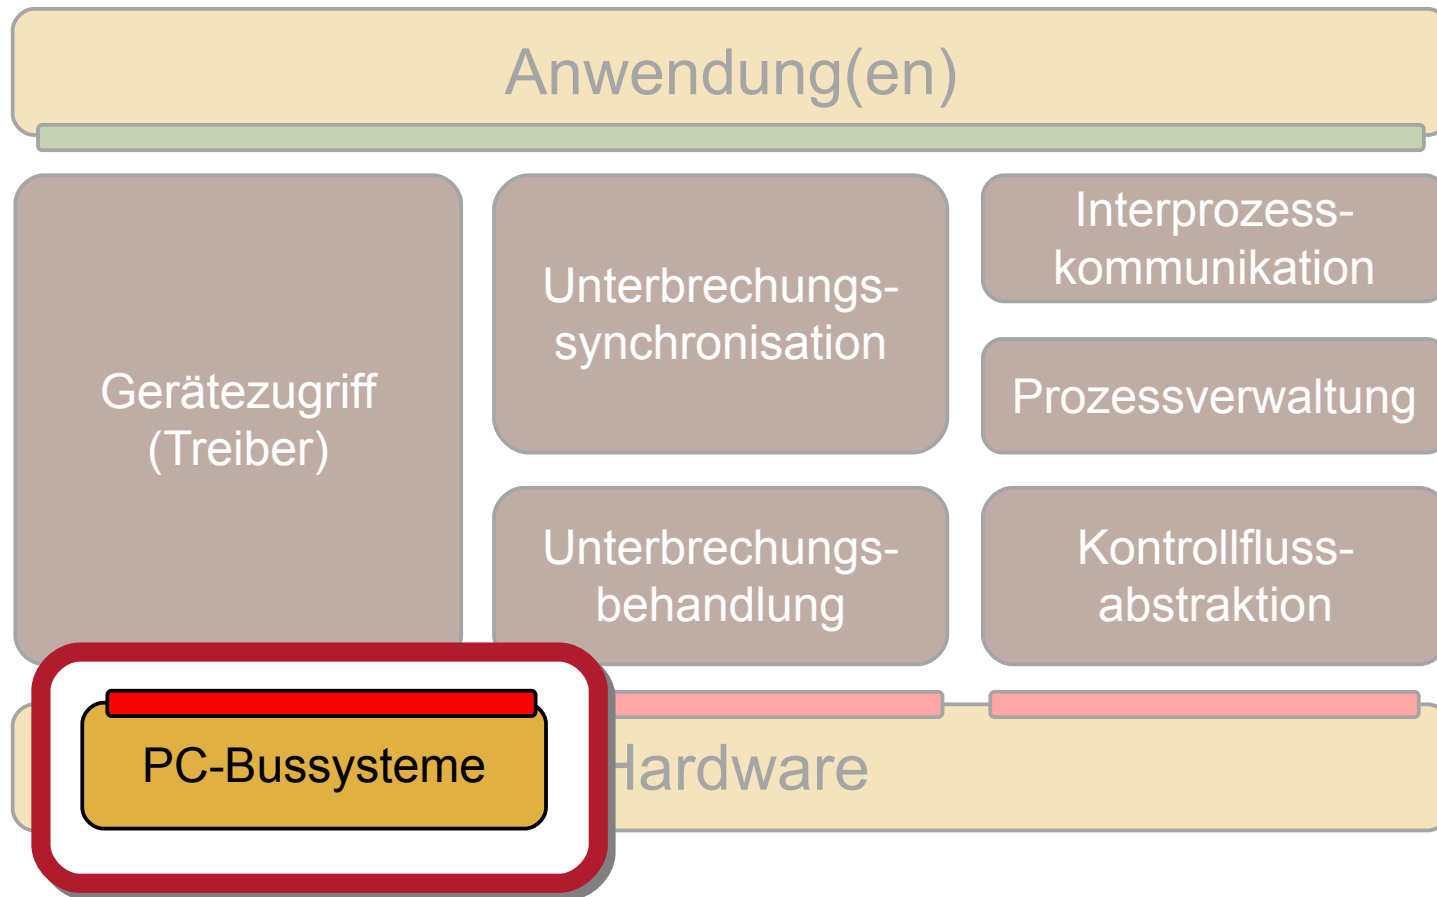 Anwendung(en)
Gerätezugriff
(Treiber)
Unterbrechungs-
synchronisation
Unterbrechungs-
behandlung
Interprozess-
kommunikation
Prozessverwaltung
Kontrollfluss-
abstraktion
PC-Bussysteme
Hardware